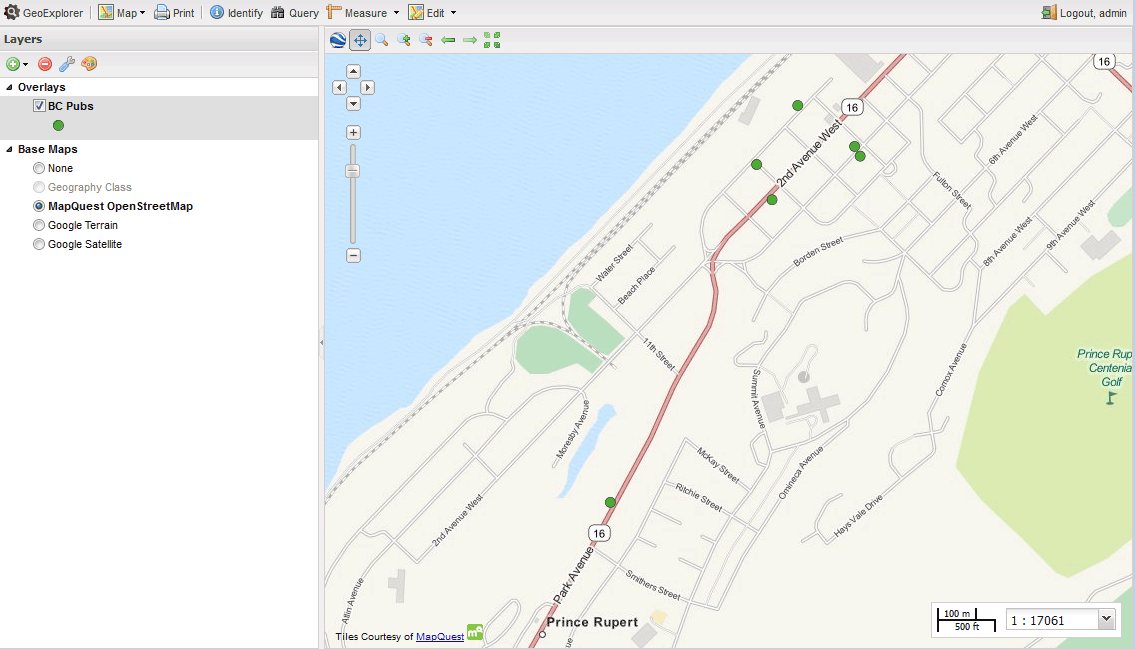 GeoExplorer Map Print Identify Query Measure Edit Logout, admin
Layers
Overlays
BC Pubs
Base Maps
None
Geography Class
MapQuest OpenStreetMap
Google Terrain
Google Satellite
16
16
2nd Avenue West
6th Avenue West
Fulton Street
9th Avenue West
8th Avenue West
Borden Street
Water Street
Beach Place
11th Street
Prince Rup
Centenia
Golf
Comox Avenue
Summit Avenue
Moresby Avenue
McKay Street
Omineca Avenue
Ritchie Street
Hays Vale Drive
2nd Avenue West
16
Park Avenue
Smithers Street
Atlin Avenue
Prince Rupert
Tiles Courtesy of MapQuest
100 m
500 ft
1 : 17061